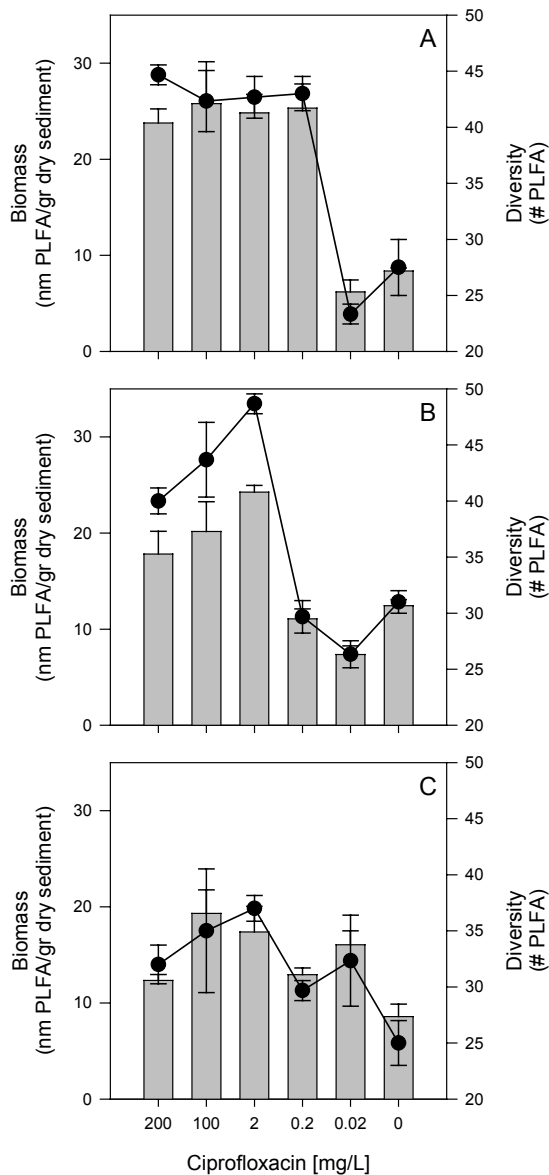 A
Biomass
(nm PLFA/gr dry sediment)
30
20
10
0
50
45
40
35
30
25
20
Diversity
(# PLFA)
B
Biomass
(nm PLFA/gr dry sediment)
30
20
10
0
50
45
40
35
30
25
20
Diversity
(# PLFA)
C
Biomass
(nm PLFA/gr dry sediment)
30
20
10
0
50
45
40
35
30
25
20
Diversity
(# PLFA)
200 100 2 0.2 0.02 0
Ciprofloxacin [mg/L]